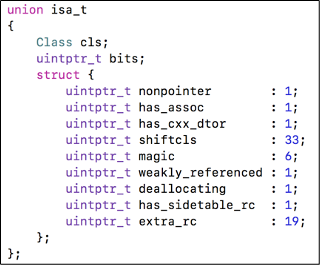 union isa_t
{
    Class cls;
    uintptr_t bits;
    struct {
        uintptr_t nonpointer        : 1;
        uintptr_t has_assoc         : 1;
        uintptr_t has_cxx_dtor      : 1;
        uintptr_t shiftcls          : 33;
        uintptr_t magic             : 6;
        uintptr_t weakly_referenced : 1;
        uintptr_t deallocating      : 1;
        uintptr_t has_sidetable_rc  : 1;
        uintptr_t extra_rc          : 19;
    };
};